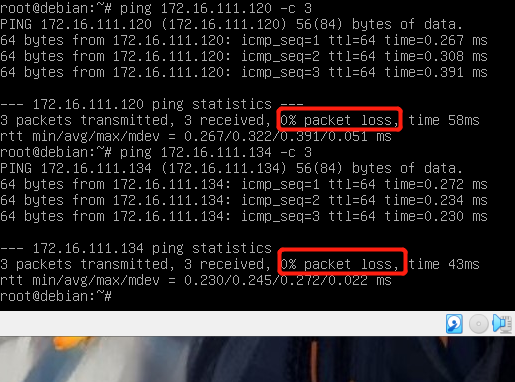 root@debian:~# ping 172.16.111.120 -c 3
PING 172.16.111.120 (172.16.111.120) 56(84) bytes of data.
64 bytes from 172.16.111.120: icmp_seq=1 ttl=64 time=0.267 ms
64 bytes from 172.16.111.120: icmp_seq=2 ttl=64 time=0.308 ms
64 bytes from 172.16.111.120: icmp_seq=3 ttl=64 time=0.391 ms
--- 172.16.111.120 ping statistics ---
3 packets transmitted, 3 received, 0% packet loss, time 58ms
rtt min/avg/max/mdev = 0.267/0.322/0.391/0.051 ms
root@debian:~# ping 172.16.111.134 -c 3
PING 172.16.111.134 (172.16.111.134) 56(84) bytes of data.
64 bytes from 172.16.111.134: icmp_seq=1 ttl=64 time=0.272 ms
64 bytes from 172.16.111.134: icmp_seq=2 ttl=64 time=0.234 ms
64 bytes from 172.16.111.134: icmp_seq=3 ttl=64 time=0.230 ms
--- 172.16.111.134 ping statistics
3 packets transmitted, 3 received, 0% packet loss, time 43ms
rtt min/avg/max/mdev = 0.230/0.245/0.272/0.022 ms
root@debian:~#